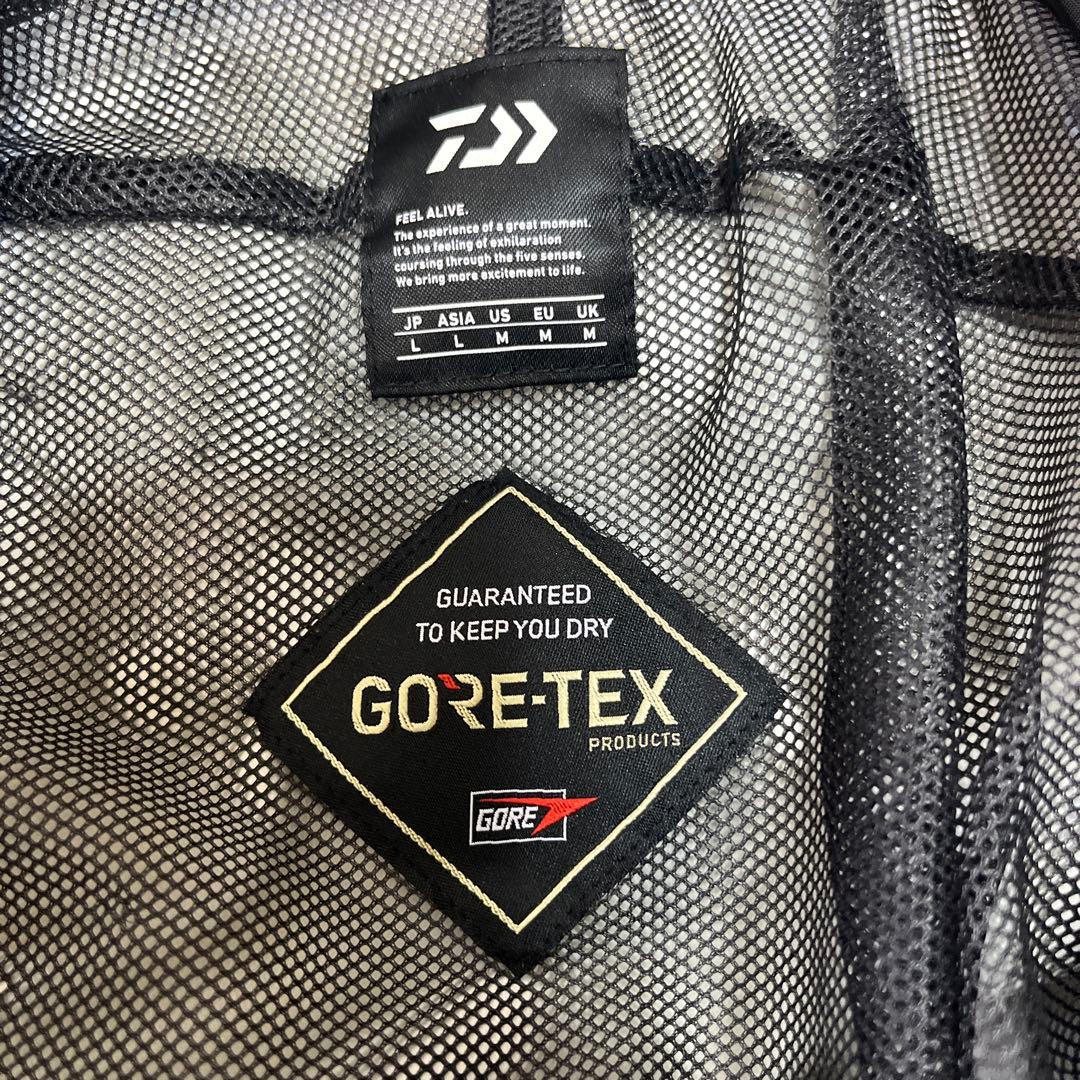 FEEL ALIVE.
The experience of a great moment.
It's the feeling of exhilaration
coursing through the five senses.
We bring more excitement to life.
JP ASIA US EU UK
L L M M M
GUARANTEED
TO KEEP YOU DRY
GORE-TEX
PRODUCTS
GORE